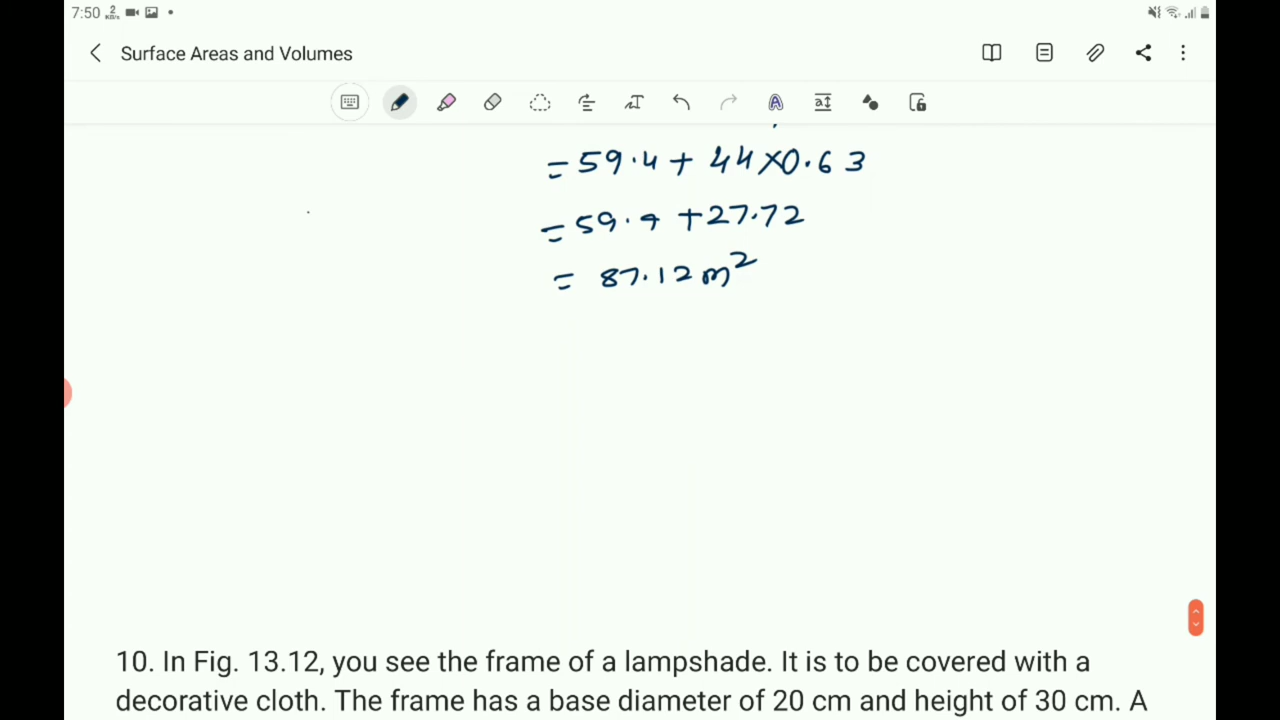 7:50 2 KB/s
Surface Areas and Volumes
= 59.4 + 44 × 0.63
= 59.4 + 27.72
= 87.12 m²
10. In Fig. 13.12, you see the frame of a lampshade. It is to be covered with a
decorative cloth. The frame has a base diameter of 20 cm and height of 30 cm. A